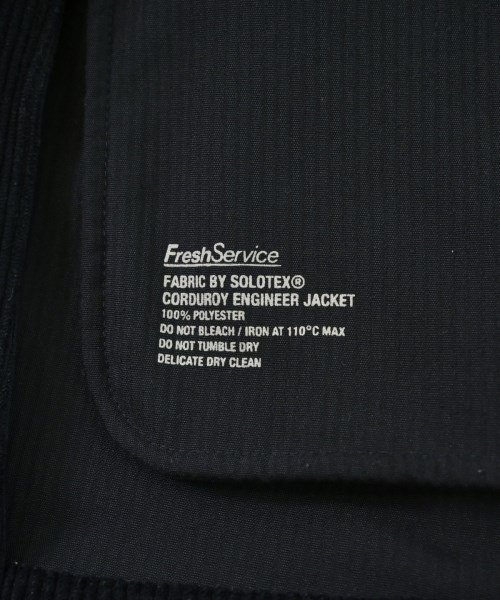 FreshService
FABRIC BY SOLOTEX®
CORDUROY ENGINEER JACKET
100% POLYESTER
DO NOT BLEACH / IRON AT 110°C MAX
DO NOT TUMBLE DRY
DELICATE DRY CLEAN